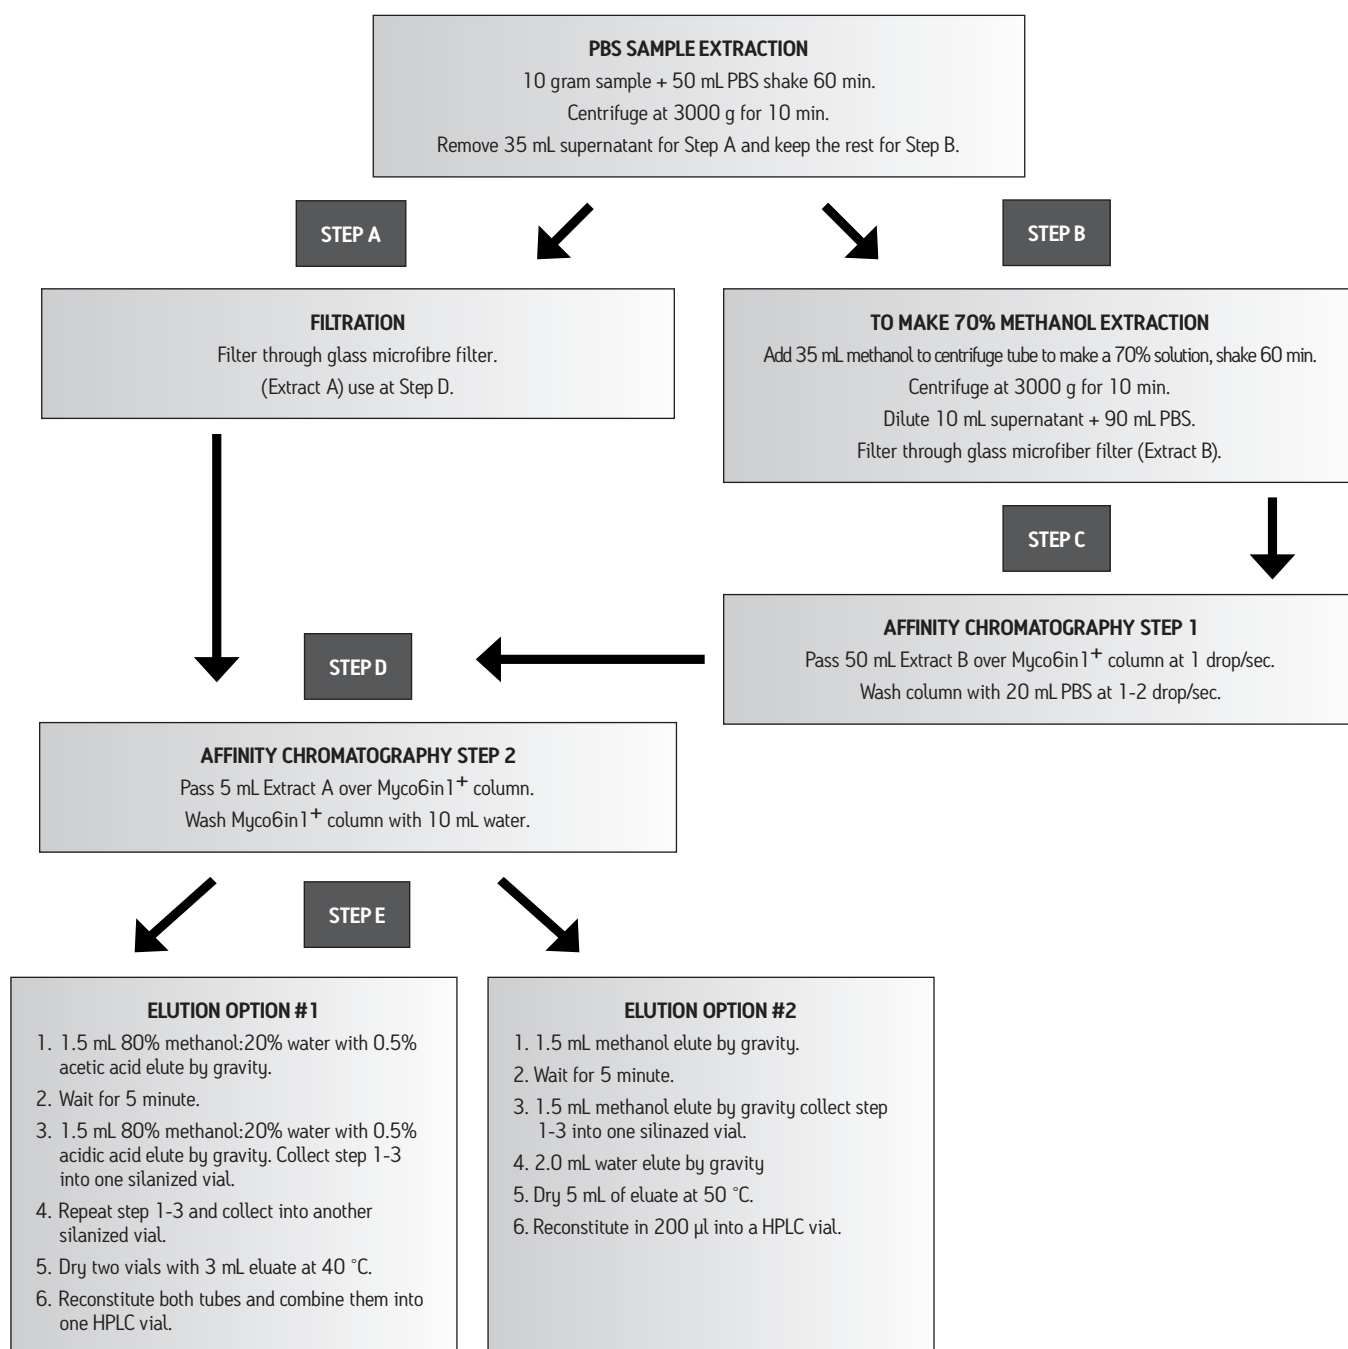 PBS SAMPLE EXTRACTION
10 gram sample + 50 mL PBS shake 60 min.
Centrifuge at 3000 g for 10 min.
Remove 35 mL supernatant for Step A and keep the rest for Step B.
STEP A
STEP B
FILTRATION
Filter through glass microfibre filter.
(Extract A) use at Step D.
TO MAKE 70% METHANOL EXTRACTION
Add 35 mL methanol to centrifuge tube to make a 70% solution, shake 60 min.
Centrifuge at 3000 g for 10 min.
Dilute 10 mL supernatant + 90 mL PBS.
Filter through glass microfiber filter (Extract B).
STEP C
AFFINITY CHROMATOGRAPHY STEP 1
Pass 50 mL Extract B over Myco6in1+ column at 1 drop/sec.
Wash column with 20 mL PBS at 1-2 drop/sec.
STEP D
AFFINITY CHROMATOGRAPHY STEP 2
Pass 5 mL Extract A over Myco6in1+ column.
Wash Myco6in1+ column with 10 mL water.
STEP E
ELUTION OPTION #1
1. 1.5 mL 80% methanol:20% water with 0.5%
acetic acid elute by gravity.
2. Wait for 5 minute.
3. 1.5 mL 80% methanol:20% water with 0.5%
acidic acid elute by gravity. Collect step 1-3
into one silanized vial.
4. Repeat step 1-3 and collect into another
silanized vial.
5. Dry two vials with 3 mL eluate at 40 °C.
6. Reconstitute both tubes and combine them into
one HPLC vial.
ELUTION OPTION #2
1. 1.5 mL methanol elute by gravity.
2. Wait for 5 minute.
3. 1.5 mL methanol elute by gravity collect step
1-3 into one silinazed vial.
4. 2.0 mL water elute by gravity
5. Dry 5 mL of eluate at 50 °C.
6. Reconstitute in 200 µl into a HPLC vial.